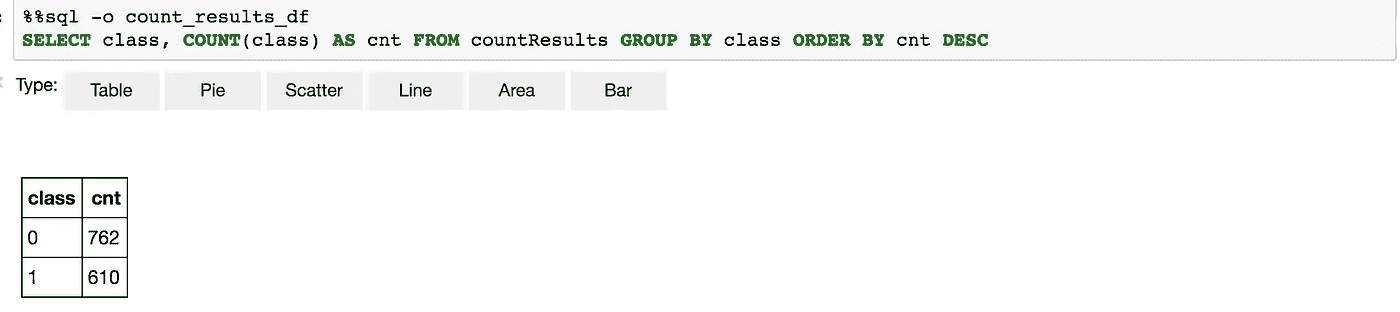 %%sql -o count_results_df
SELECT class, COUNT(class) AS cnt FROM countResults GROUP BY class ORDER BY cnt DESC
Type: Table Pie Scatter Line Area Bar
class cnt
0 762
1 610